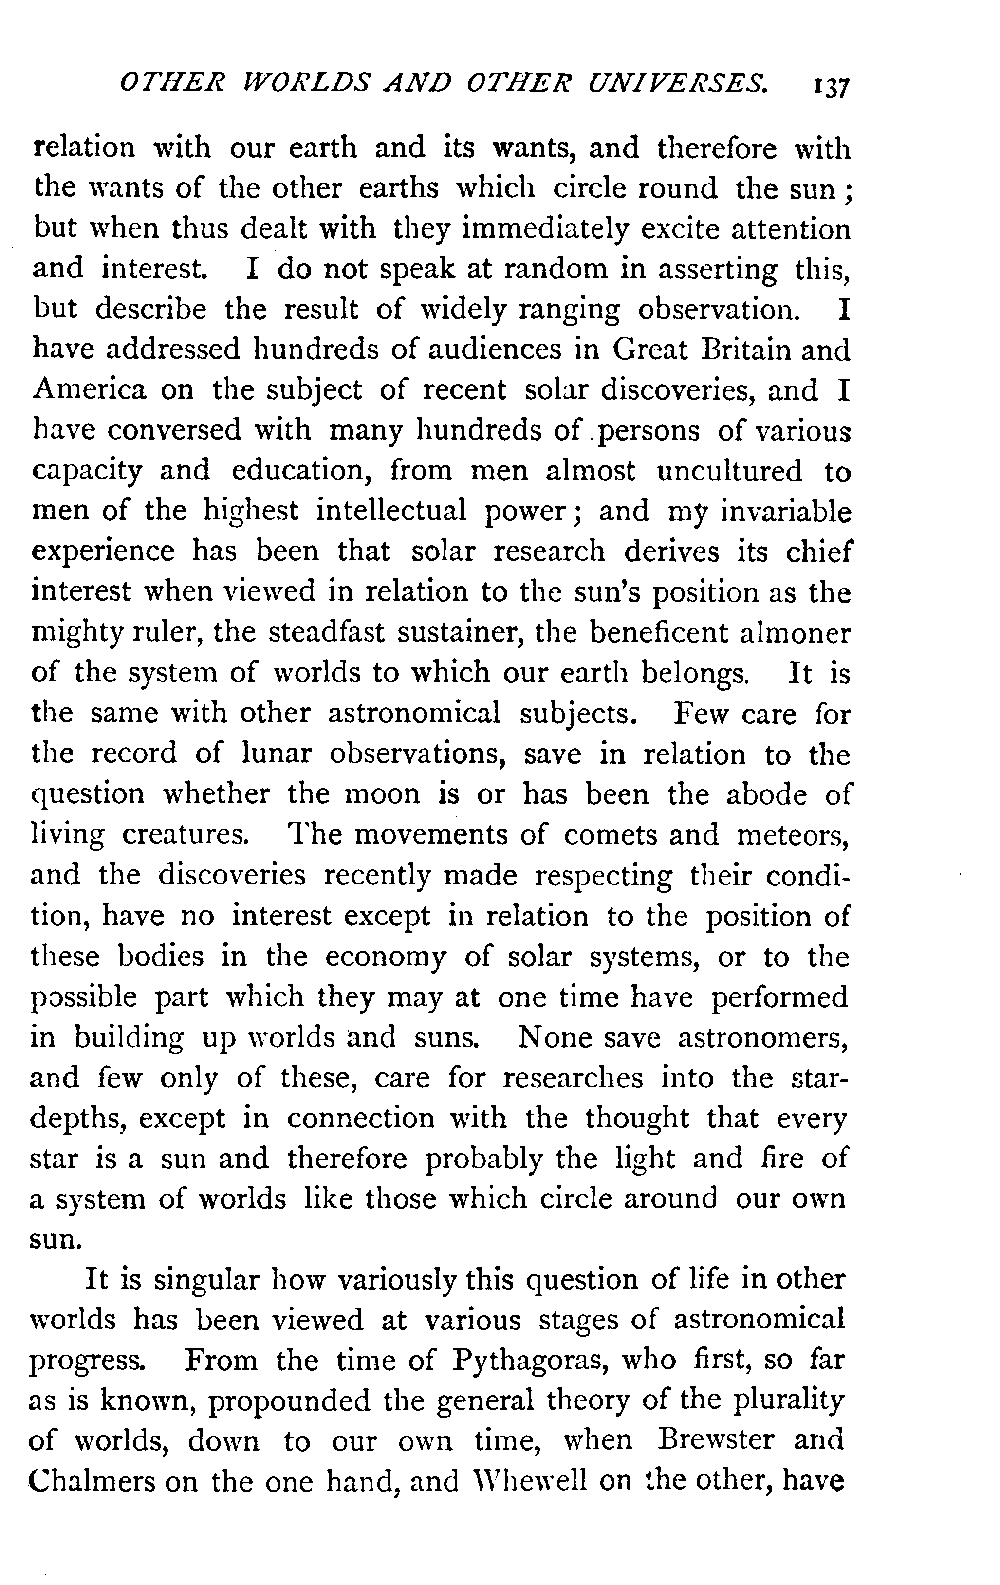 OTHER WORLDS AND OTHER UNIVERSES. 137
relation with our earth and its wants, and therefore with
the wants of the other earths which circle round the sun ;
but when thus dealt with they immediately excite attention
and interest. I do not speak at random in asserting this,
but describe the result of widely ranging observation. I
have addressed hundreds of audiences in Great Britain and
America on the subject of recent solar discoveries, and I
have conversed with many hundreds of persons of various
capacity and education, from men almost uncultured to
men of the highest intellectual power ; and my invariable
experience has been that solar research derives its chief
interest when viewed in relation to the sun's position as the
mighty ruler, the steadfast sustainer, the beneficent almoner
of the system of worlds to which our earth belongs. It is
the same with other astronomical subjects. Few care for
the record of lunar observations, save in relation to the
question whether the moon is or has been the abode of
living creatures. The movements of comets and meteors,
and the discoveries recently made respecting their condi-
tion, have no interest except in relation to the position of
these bodies in the economy of solar systems, or to the
possible part which they may at one time have performed
in building up worlds and suns. None save astronomers,
and few only of these, care for researches into the star-
depths, except in connection with the thought that every
star is a sun and therefore probably the light and fire of
a system of worlds like those which circle around our own
sun.
It is singular how variously this question of life in other
worlds has been viewed at various stages of astronomical
progress. From the time of Pythagoras, who first, so far
as is known, propounded the general theory of the plurality
of worlds, down to our own time, when Brewster and
Chalmers on the one hand, and Whewell on the other, have